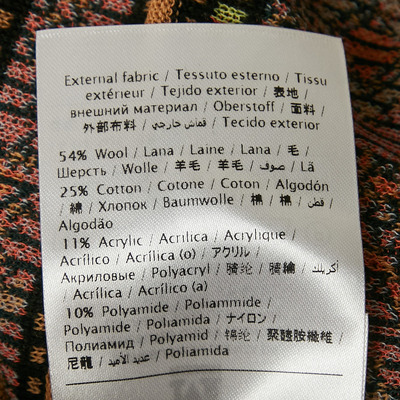 External fabric / Tessuto esterno / Tissu
extérieur / Tejido exterior / 表地 /
внешний материал / Oberstoff / 面料 /
外部布料 / قماش خارجي / Tecido exterior
54% Wool / Lana / Laine / Lana / 毛 /
Шерсть / Wolle / 羊毛 / 羊毛 / صوف / Lã
25% Cotton / Cotone / Coton / Algodón
/ 綿 / Хлопок / Baumwolle / 棉 / 棉 / قطن /
Algodão
11% Acrylic / Acrilica / Acrylique /
Acrílico / Acrílica (o) / アクリル /
Акриловые / Polyacryl / 腈纶 / 腈綸 / أكريلك
/ Acrílica / Acrílico (a)
10% Polyamide / Poliammide /
Polyamide / Poliamida / ナイロン /
Полиамид / Polyamid / 锦纶 / 聚醯胺纖維 /
尼龍 / عديد الأميد / Poliamida